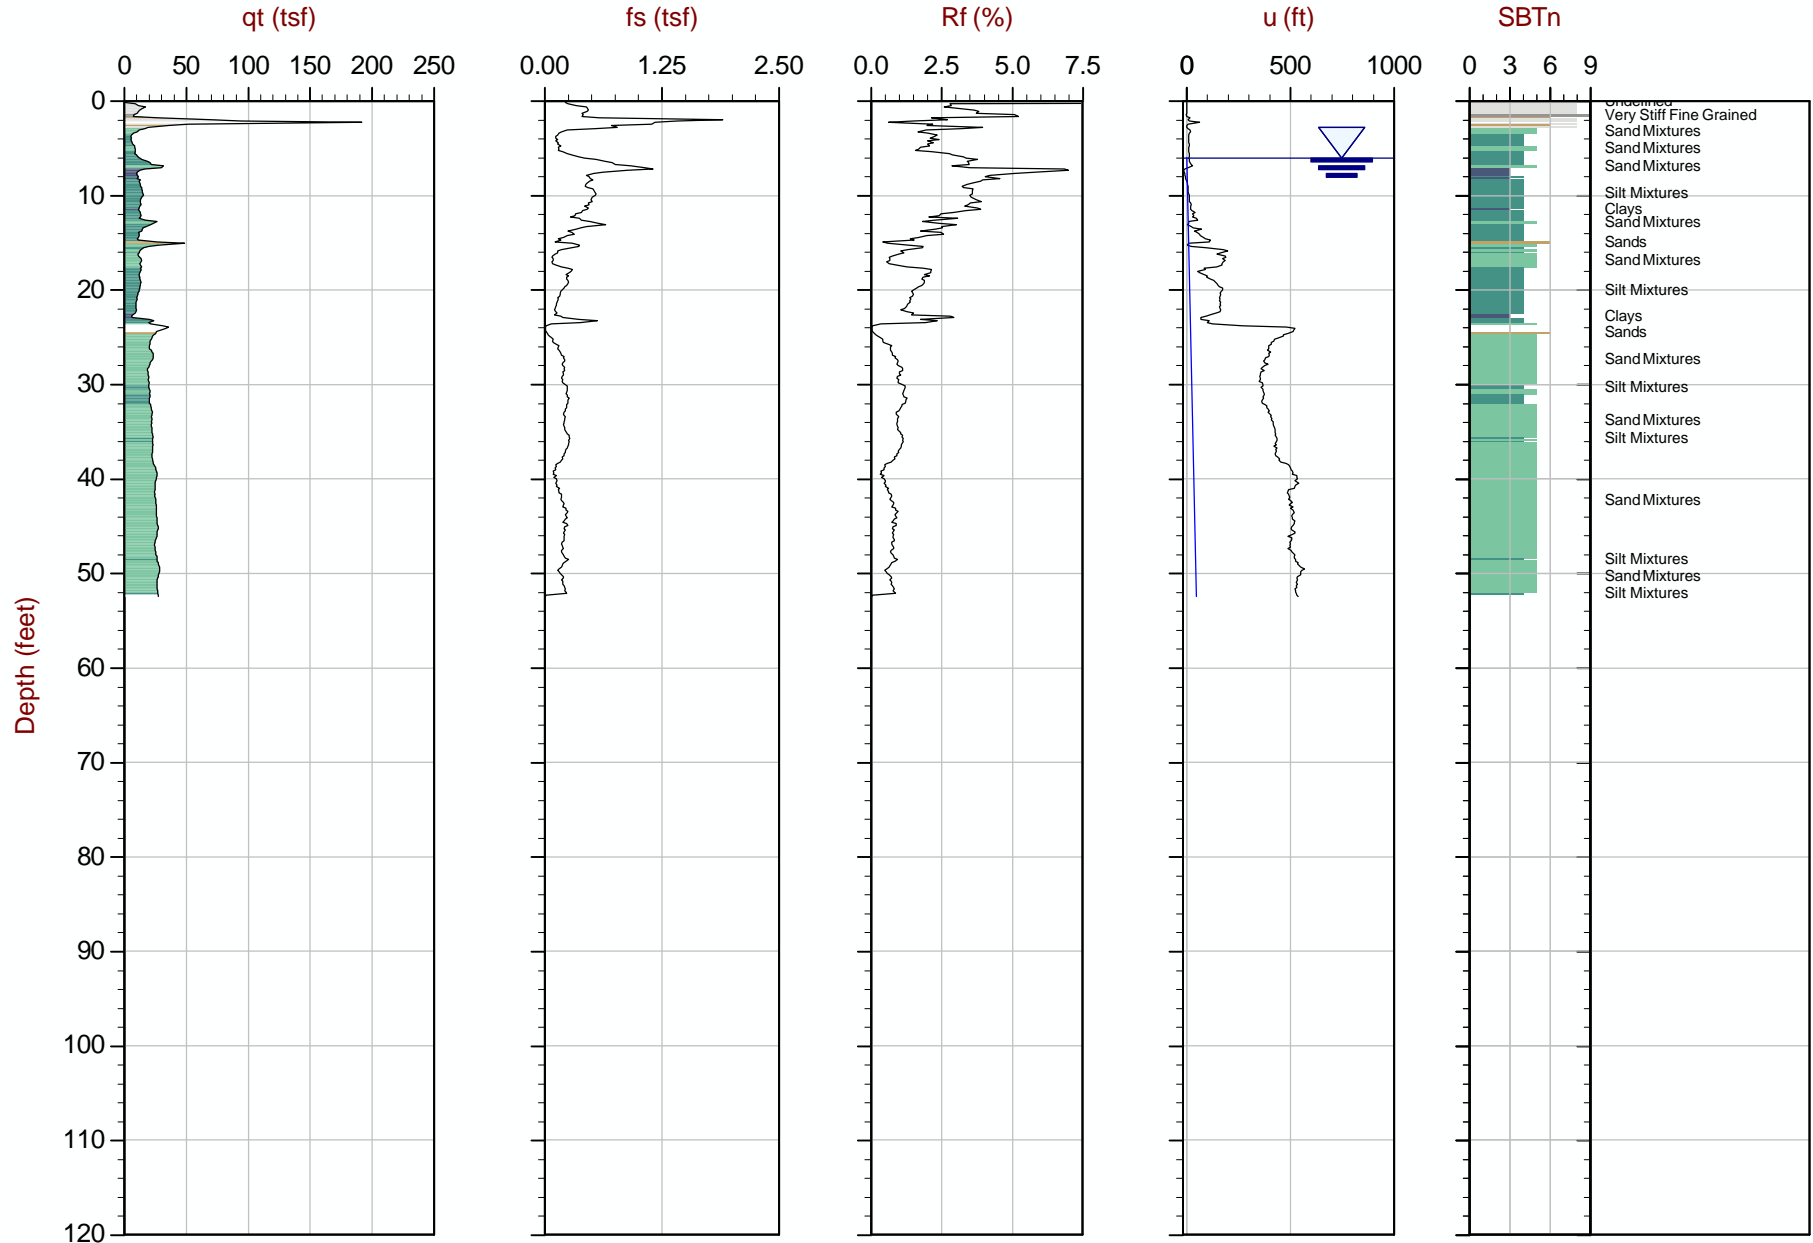 qt (tsf) fs (tsf) Rf (%) u (ft) SBTn
0 50 100 150 200 250 0.00 1.25 2.50 0.0 2.5 5.0 7.5 0 500 1000 0 3 6 9
0
Undefined
Very Stiff Fine Grained
Sand Mixtures
Sand Mixtures
Sand Mixtures
10
Silt Mixtures
Clays
Sand Mixtures
Sands
Sand Mixtures
20
Silt Mixtures
Clays
Sands
Sand Mixtures
30
Silt Mixtures
Sand Mixtures
Silt Mixtures
40
Sand Mixtures
Silt Mixtures
50
Sand Mixtures
Silt Mixtures
60
Depth (feet)
70
80
90
100
110
120